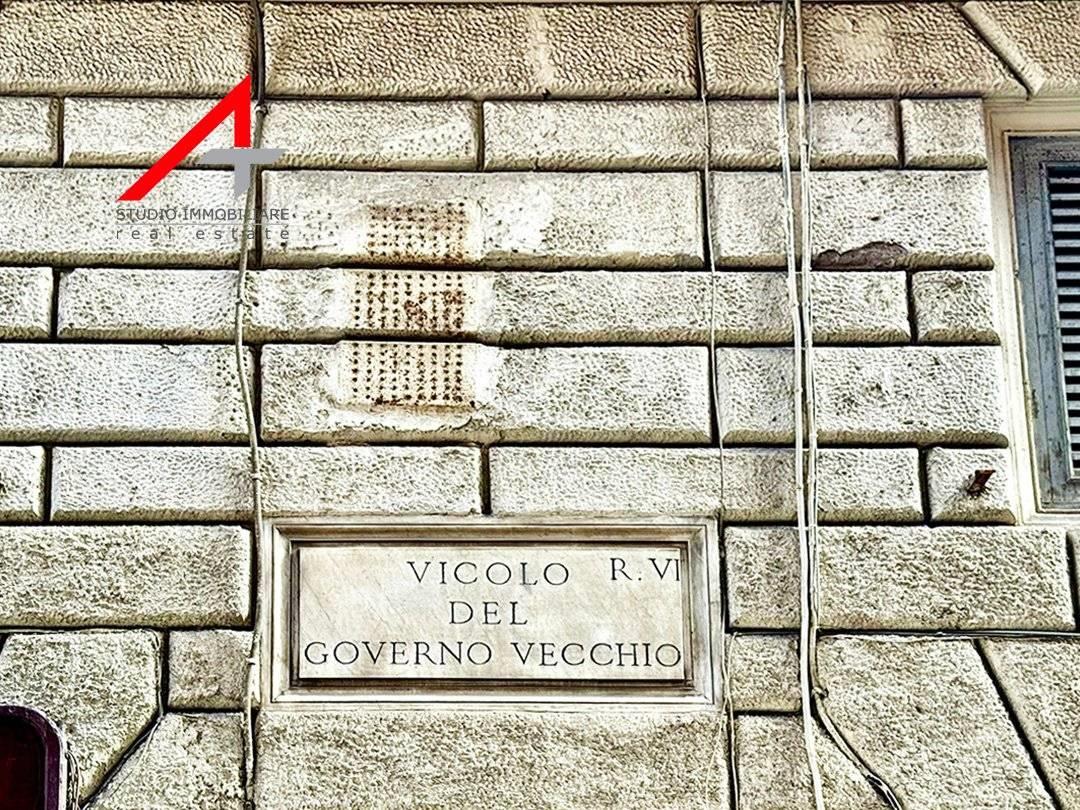 STUDIO IMMOBILIARE
real estate
VICOLO R.VI
DEL
GOVERNO VECCHIO